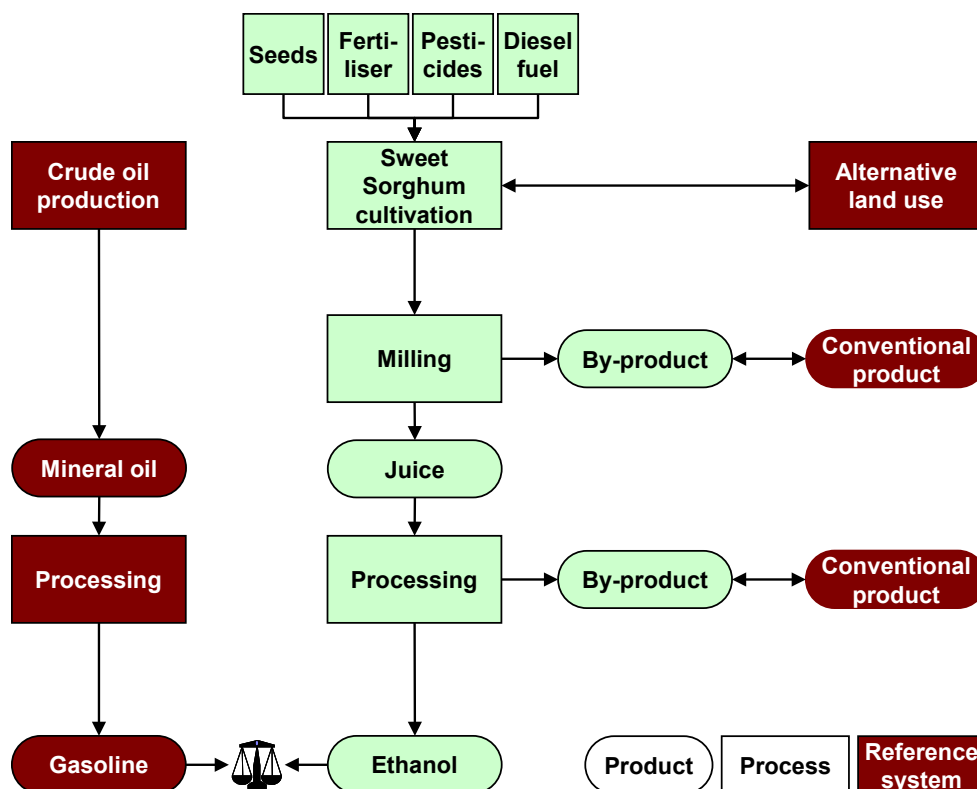 Seeds
Ferti-
liser
Pesti-
cides
Diesel
fuel
Crude oil
production
Sweet
Sorghum
cultivation
Alternative
land use
Milling
By-product
Conventional
product
Mineral oil
Juice
Processing
Processing
By-product
Conventional
product
Gasoline
Ethanol
Product
Process
Reference
system